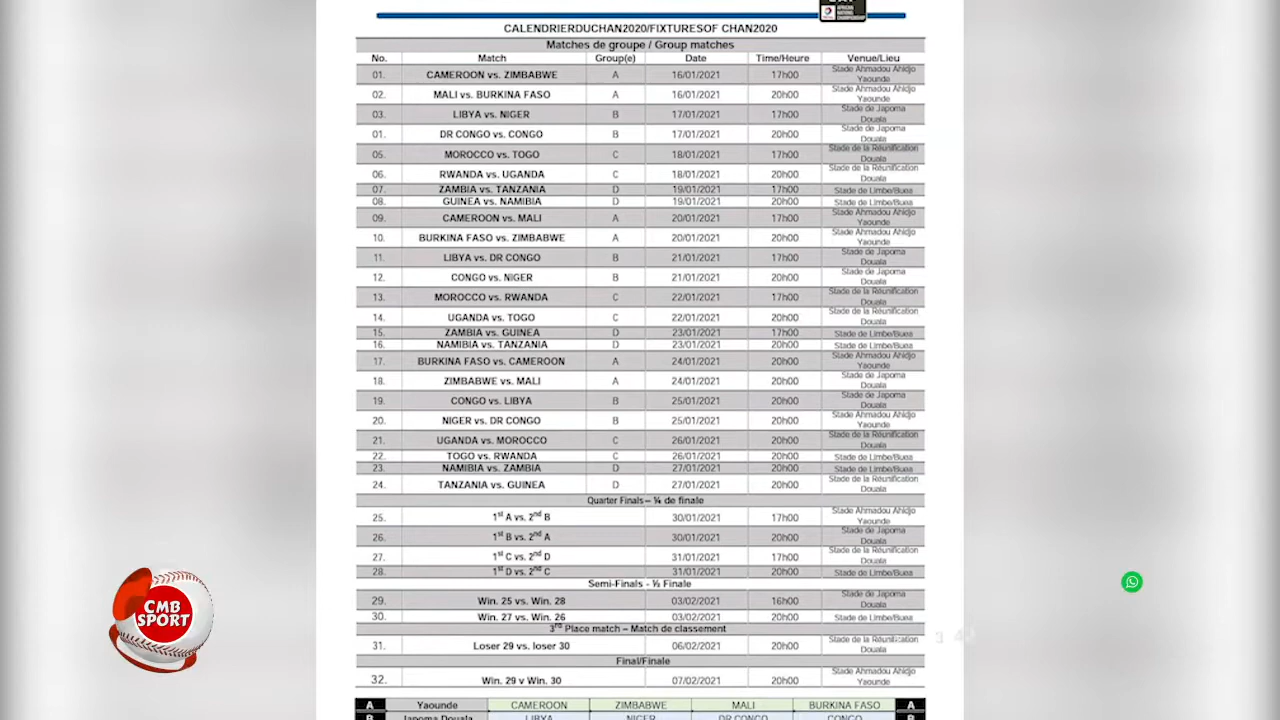 CALENDRIERDUCHAN2020/FIXTURESOF CHAN2020
Matches de groupe / Group matches
No. Match Group(e) Date Time/Heure Venue/Lieu
01. CAMEROON vs. ZIMBABWE A 16/01/2021 17h00 Stade Ahmadou Ahidjo Yaounde
02. MALI vs. BURKINA FASO A 16/01/2021 20h00 Stade Ahmadou Ahidjo Yaounde
03. LIBYA vs. NIGER B 17/01/2021 17h00 Stade de Japoma Douala
01. DR CONGO vs. CONGO B 17/01/2021 20h00 Stade de Japoma Douala
05. MOROCCO vs. TOGO C 18/01/2021 17h00 Stade de la Réunification Douala
06. RWANDA vs. UGANDA C 18/01/2021 20h00 Stade de la Réunification Douala
07. ZAMBIA vs. TANZANIA D 19/01/2021 17h00 Stade de Limbe/Buea
08. GUINEA vs. NAMIBIA D 19/01/2021 20h00 Stade de Limbe/Buea
09. CAMEROON vs. MALI A 20/01/2021 17h00 Stade Ahmadou Ahidjo Yaounde
10. BURKINA FASO vs. ZIMBABWE A 20/01/2021 20h00 Stade Ahmadou Ahidjo Yaounde
11. LIBYA vs. DR CONGO B 21/01/2021 17h00 Stade de Japoma Douala
12. CONGO vs. NIGER B 21/01/2021 20h00 Stade de Japoma Douala
13. MOROCCO vs. RWANDA C 22/01/2021 17h00 Stade de la Réunification Douala
14. UGANDA vs. TOGO C 22/01/2021 20h00 Stade de la Réunification Douala
15. ZAMBIA vs. GUINEA D 23/01/2021 17h00 Stade de Limbe/Buea
16. NAMIBIA vs. TANZANIA D 23/01/2021 20h00 Stade de Limbe/Buea
17. BURKINA FASO vs. CAMEROON A 24/01/2021 20h00 Stade Ahmadou Ahidjo Yaounde
18. ZIMBABWE vs. MALI A 24/01/2021 20h00 Stade de Japoma Douala
19. CONGO vs. LIBYA B 25/01/2021 20h00 Stade de Japoma Douala
20. NIGER vs. DR CONGO B 25/01/2021 20h00 Stade Ahmadou Ahidjo Yaounde
21. UGANDA vs. MOROCCO C 26/01/2021 20h00 Stade de la Réunification Douala
22. TOGO vs. RWANDA C 26/01/2021 20h00 Stade de Limbe/Buea
23. NAMIBIA vs. ZAMBIA D 27/01/2021 20h00 Stade de Limbe/Buea
24. TANZANIA vs. GUINEA D 27/01/2021 20h00 Stade de la Réunification Douala
Quarter Finals – ¼ de finale
25. 1st A vs. 2nd B 30/01/2021 17h00 Stade Ahmadou Ahidjo Yaounde
26. 1st B vs. 2nd A 30/01/2021 20h00 Stade de Japoma Douala
27. 1st C vs. 2nd D 31/01/2021 17h00 Stade de la Réunification Douala
28. 1st D vs. 2nd C 31/01/2021 20h00 Stade de Limbe/Buea
Semi-Finals - ½ Finale
29. Win. 25 vs. Win. 28 03/02/2021 16h00 Stade de Japoma Douala
30. Win. 27 vs. Win. 26 03/02/2021 20h00 Stade de Limbe/Buea
3rd Place match – Match de classement
31. Loser 29 vs. loser 30 06/02/2021 20h00 Stade de la Réunification Douala
Final/Finale
32. Win. 29 v Win. 30 07/02/2021 20h00 Stade Ahmadou Ahidjo Yaounde
A Yaounde CAMEROON ZIMBABWE MALI BURKINA FASO A
B Japoma Douala LIBYA NIGER DR CONGO CONGO B
CMB
SPORT